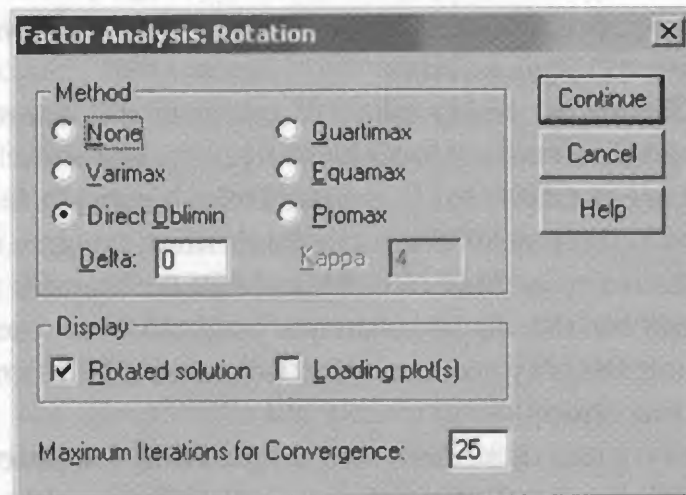 Factor Analysis: Rotation
Method
None
Quartimax
Varimax
Equamax
Direct Oblimin
Promax
Delta: 0
Kappa 4
Continue
Cancel
Help
Display
Rotated solution
Loading plot(s)
Maximum Iterations for Convergence: 25